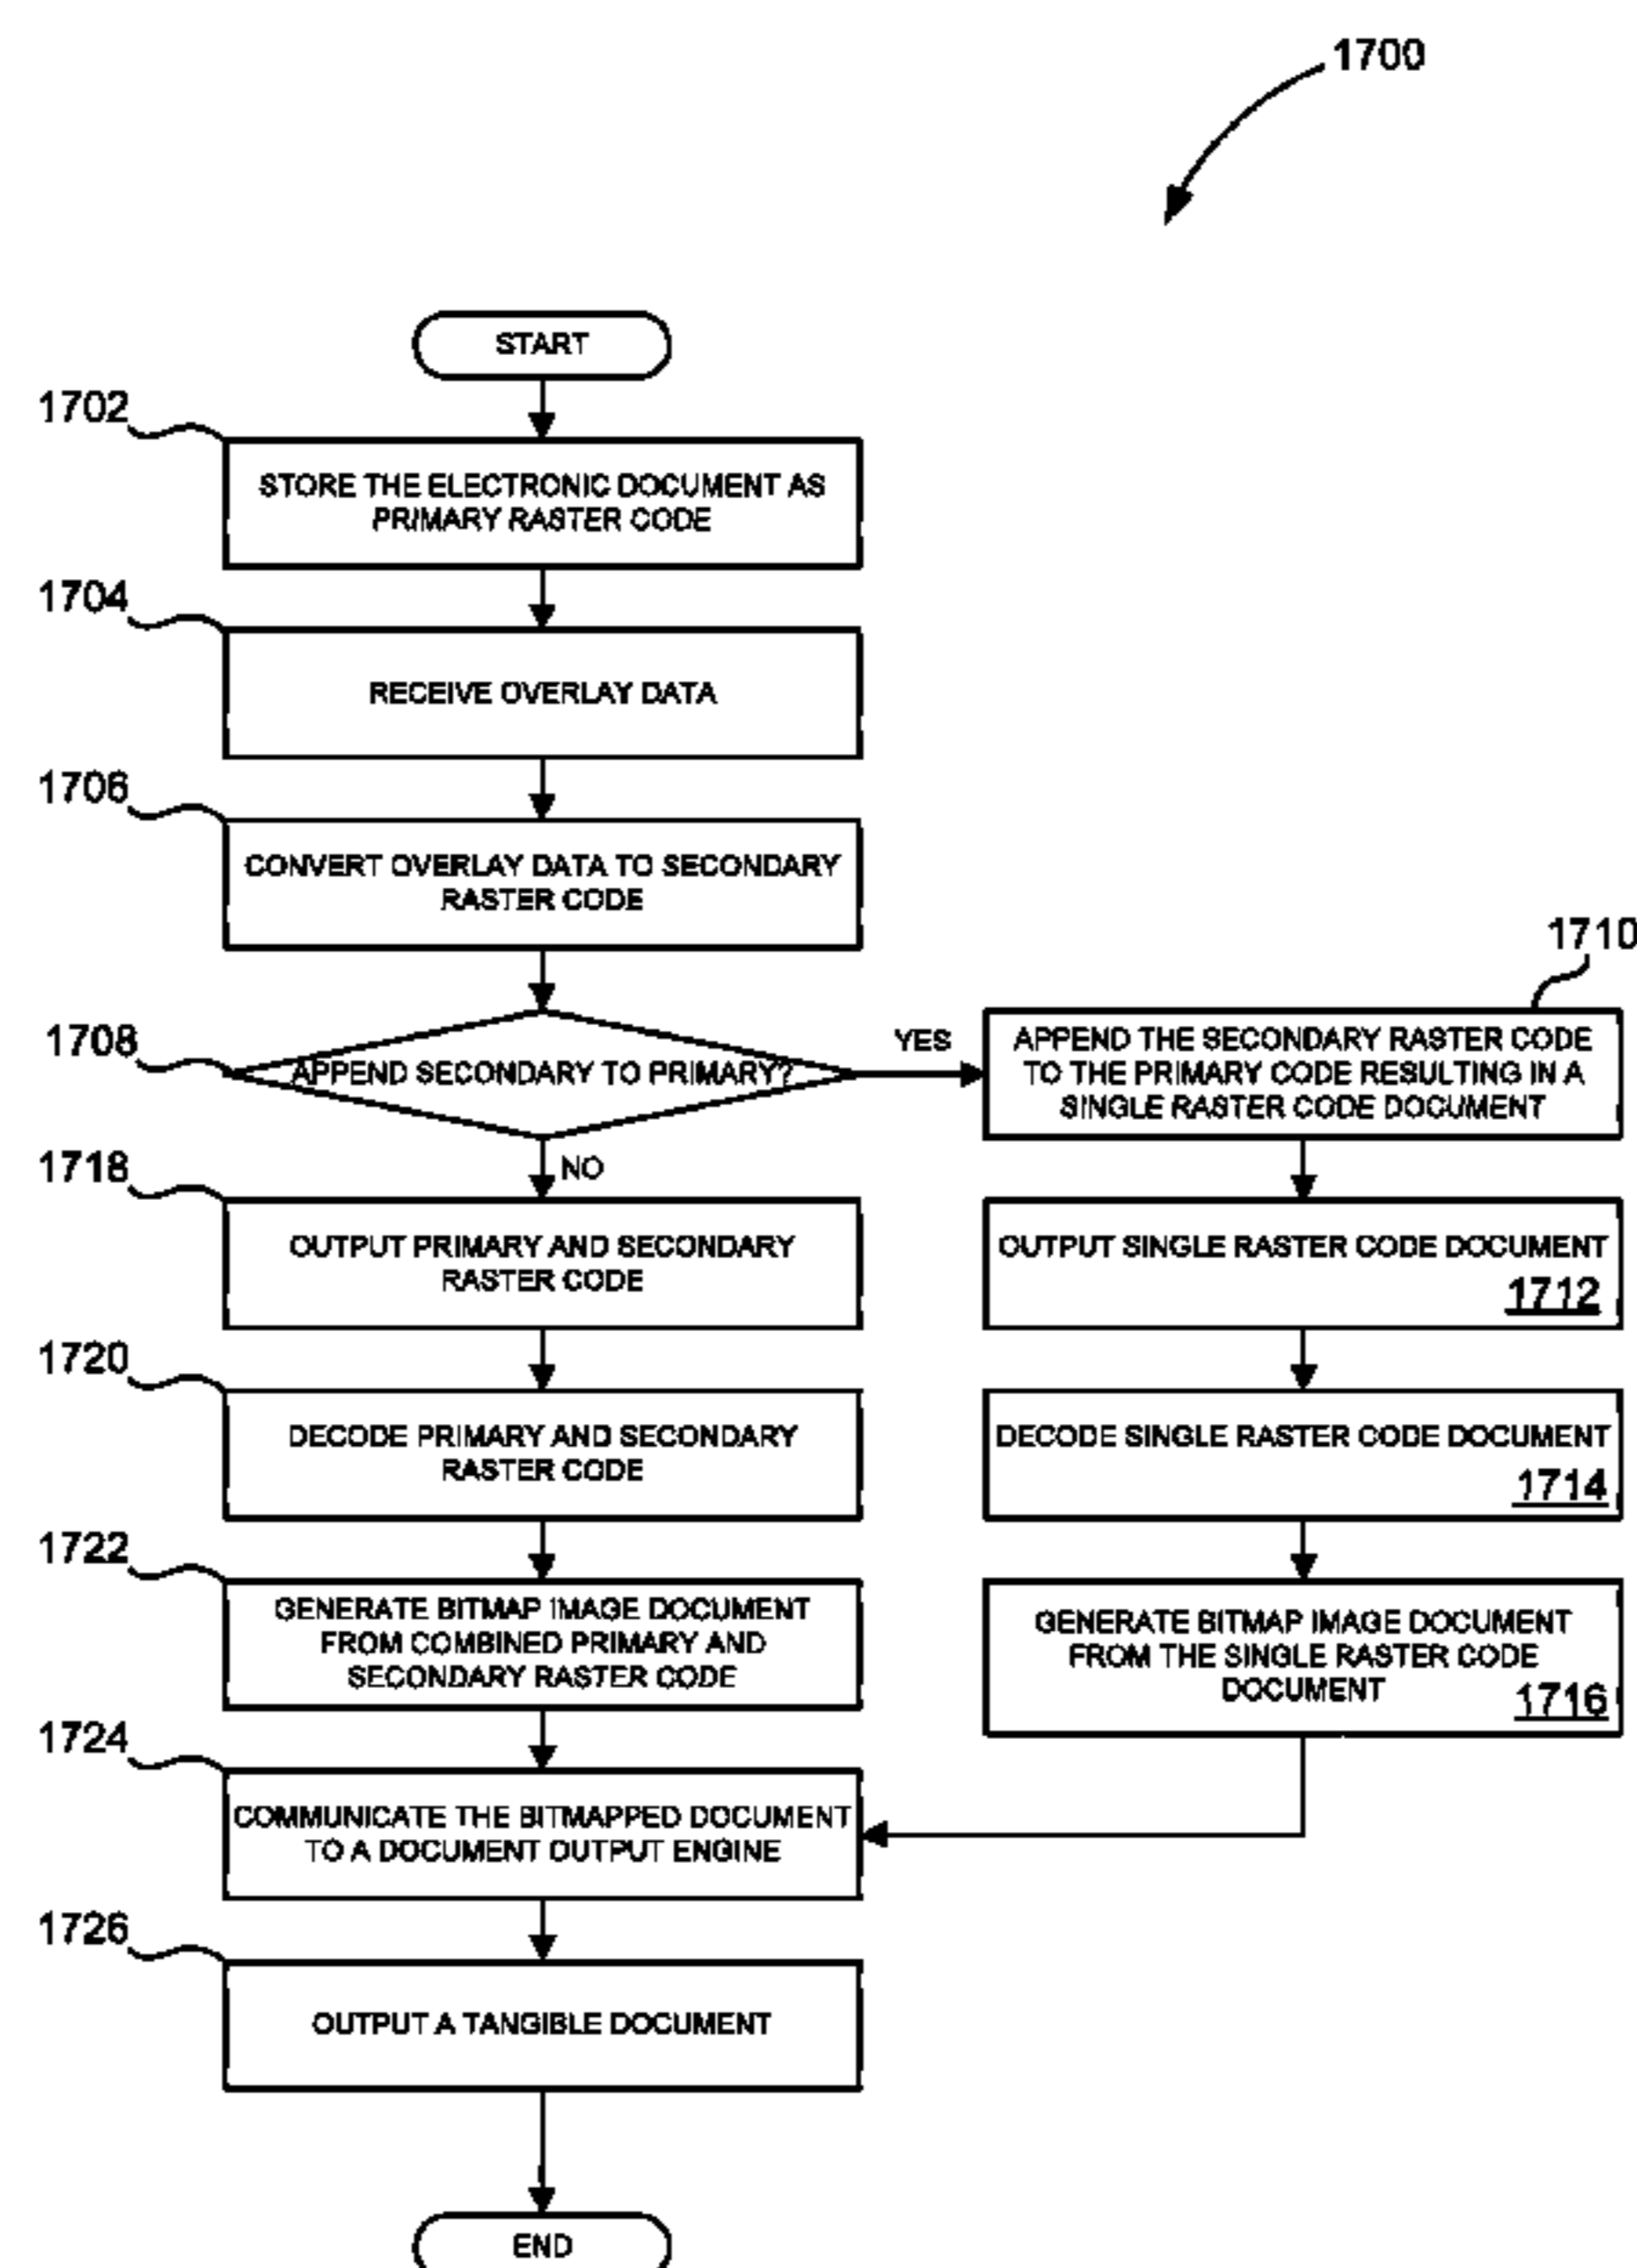 1700
START
1702
STORE THE ELECTRONIC DOCUMENT AS
PRIMARY RASTER CODE
1704
RECEIVE OVERLAY DATA
1706
CONVERT OVERLAY DATA TO SECONDARY
RASTER CODE
1708
APPEND SECONDARY TO PRIMARY?
YES
1710
APPEND THE SECONDARY RASTER CODE
TO THE PRIMARY CODE RESULTING IN A
SINGLE RASTER CODE DOCUMENT
OUTPUT SINGLE RASTER CODE DOCUMENT
1712
DECODE SINGLE RASTER CODE DOCUMENT
1714
GENERATE BITMAP IMAGE DOCUMENT
FROM THE SINGLE RASTER CODE
DOCUMENT
1716
NO
1718
OUTPUT PRIMARY AND SECONDARY
RASTER CODE
1720
DECODE PRIMARY AND SECONDARY
RASTER CODE
1722
GENERATE BITMAP IMAGE DOCUMENT
FROM COMBINED PRIMARY AND
SECONDARY RASTER CODE
1724
COMMUNICATE THE BITMAPPED DOCUMENT
TO A DOCUMENT OUTPUT ENGINE
1726
OUTPUT A TANGIBLE DOCUMENT
END